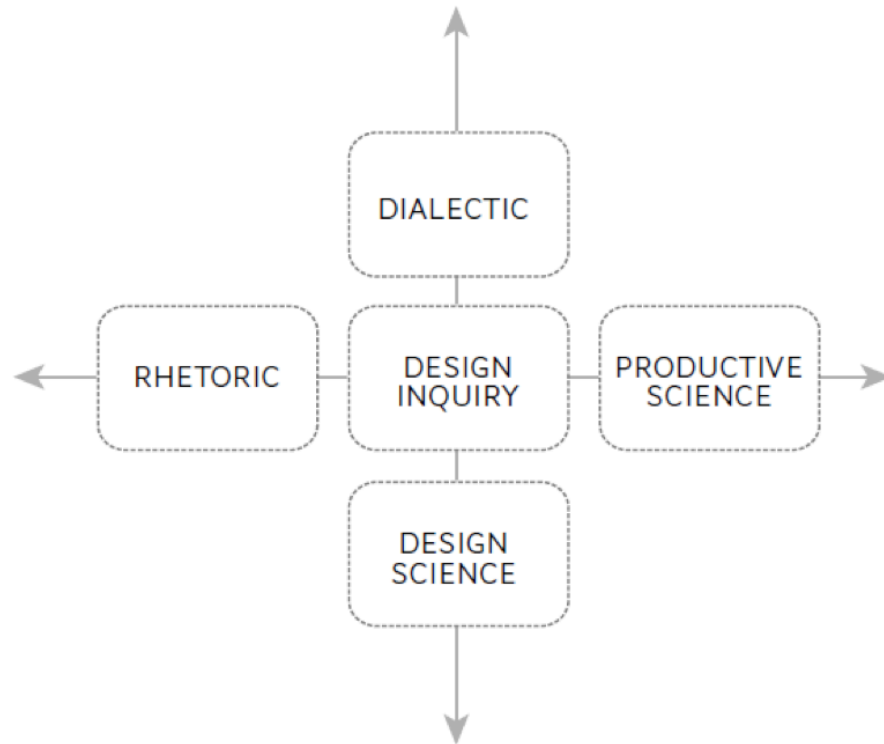 DIALECTIC
RHETORIC
DESIGN
INQUIRY
PRODUCTIVE
SCIENCE
DESIGN
SCIENCE